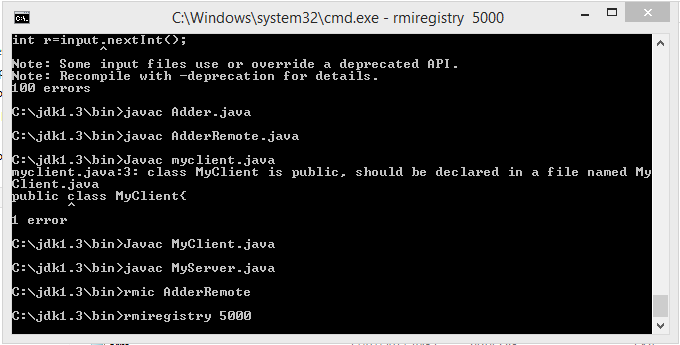 C:\Windows\system32\cmd.exe - rmiregistry 5000
int r=input.nextInt();
^
Note: Some input files use or override a deprecated API.
Note: Recompile with -deprecation for details.
100 errors
C:\jdk1.3\bin>javac Adder.java
C:\jdk1.3\bin>javac AdderRemote.java
C:\jdk1.3\bin>Javac myclient.java
myclient.java:3: class MyClient is public, should be declared in a file named My
Client.java
public class MyClient{
^
1 error
C:\jdk1.3\bin>Javac MyClient.java
C:\jdk1.3\bin>javac MyServer.java
C:\jdk1.3\bin>rmic AdderRemote
C:\jdk1.3\bin>rmiregistry 5000